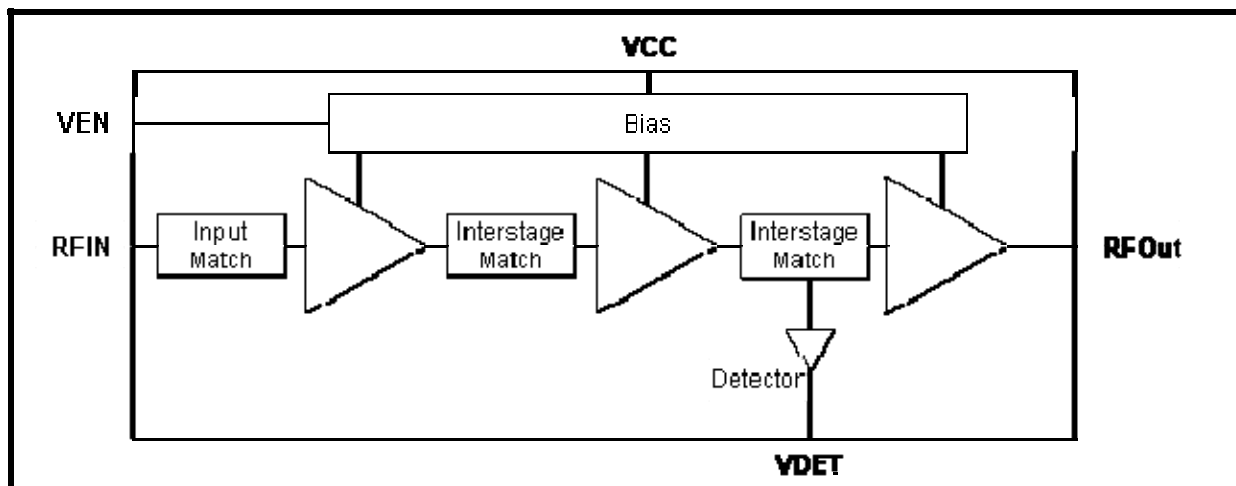 VCC
VEN
Bias
RFIN
Input
Match
Interstage
Match
Interstage
Match
RFOut
Detector
VDET